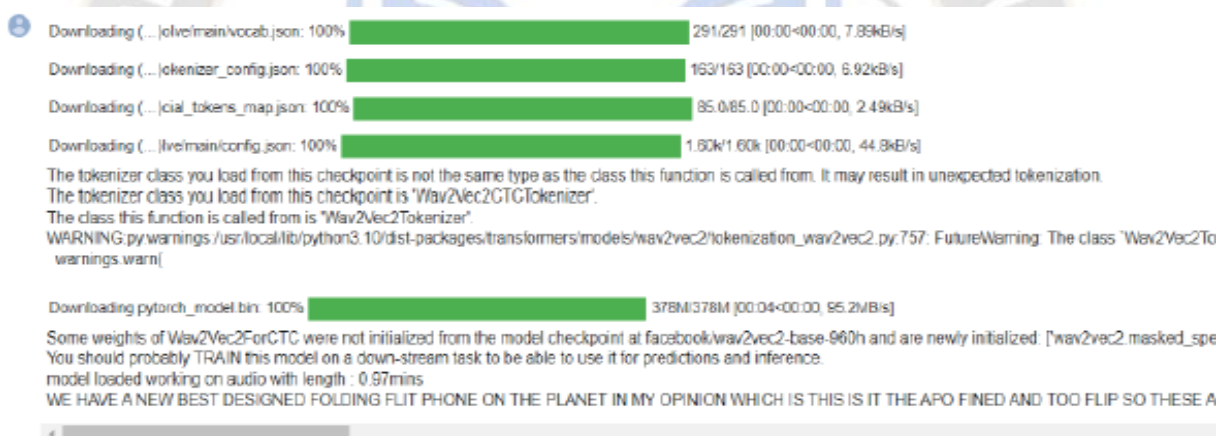 Downloading (…)olve/main/vocab.json: 100% 291/291 [00:00<00:00, 7.89kB/s]
Downloading (…)okenizer_config.json: 100% 163/163 [00:00<00:00, 6.92kB/s]
Downloading (…)cial_tokens_map.json: 100% 85.0/85.0 [00:00<00:00, 2.49kB/s]
Downloading (…)lve/main/config.json: 100% 1.60k/1.60k [00:00<00:00, 44.8kB/s]
The tokenizer class you load from this checkpoint is not the same type as the class this function is called from. It may result in unexpected tokenization.
The tokenizer class you load from this checkpoint is 'Wav2Vec2CTCTokenizer'.
The class this function is called from is 'Wav2Vec2Tokenizer'.
WARNING:py.warnings:/usr/local/lib/python3.10/dist-packages/transformers/models/wav2vec2/tokenization_wav2vec2.py:757: FutureWarning: The class `Wav2Vec2To
warnings.warn(
Downloading pytorch_model.bin: 100% 378M/378M [00:04<00:00, 95.2MB/s]
Some weights of Wav2Vec2ForCTC were not initialized from the model checkpoint at facebook/wav2vec2-base-960h and are newly initialized: ['wav2vec2.masked_spe
You should probably TRAIN this model on a down-stream task to be able to use it for predictions and inference.
model loaded working on audio with length : 0.97mins
WE HAVE A NEW BEST DESIGNED FOLDING FLIT PHONE ON THE PLANET IN MY OPINION WHICH IS THIS IS IT THE APO FINED AND TOO FLIP SO THESE A